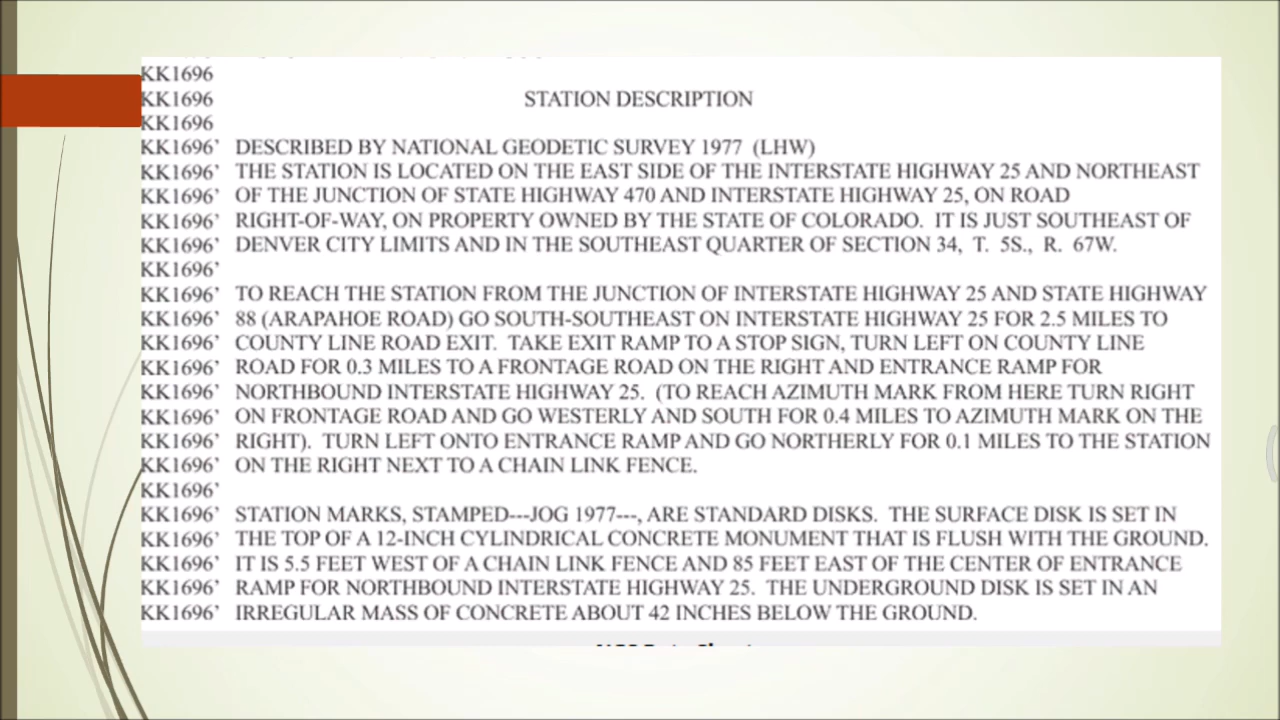 KK1696
KK1696 STATION DESCRIPTION
KK1696
KK1696' DESCRIBED BY NATIONAL GEODETIC SURVEY 1977 (LHW)
KK1696' THE STATION IS LOCATED ON THE EAST SIDE OF THE INTERSTATE HIGHWAY 25 AND NORTHEAST
KK1696' OF THE JUNCTION OF STATE HIGHWAY 470 AND INTERSTATE HIGHWAY 25, ON ROAD
KK1696' RIGHT-OF-WAY, ON PROPERTY OWNED BY THE STATE OF COLORADO. IT IS JUST SOUTHEAST OF
KK1696' DENVER CITY LIMITS AND IN THE SOUTHEAST QUARTER OF SECTION 34, T. 5S., R. 67W.
KK1696'
KK1696' TO REACH THE STATION FROM THE JUNCTION OF INTERSTATE HIGHWAY 25 AND STATE HIGHWAY
KK1696' 88 (ARAPAHOE ROAD) GO SOUTH-SOUTHEAST ON INTERSTATE HIGHWAY 25 FOR 2.5 MILES TO
KK1696' COUNTY LINE ROAD EXIT. TAKE EXIT RAMP TO A STOP SIGN, TURN LEFT ON COUNTY LINE
KK1696' ROAD FOR 0.3 MILES TO A FRONTAGE ROAD ON THE RIGHT AND ENTRANCE RAMP FOR
KK1696' NORTHBOUND INTERSTATE HIGHWAY 25. (TO REACH AZIMUTH MARK FROM HERE TURN RIGHT
KK1696' ON FRONTAGE ROAD AND GO WESTERLY AND SOUTH FOR 0.4 MILES TO AZIMUTH MARK ON THE
KK1696' RIGHT). TURN LEFT ONTO ENTRANCE RAMP AND GO NORTHERLY FOR 0.1 MILES TO THE STATION
KK1696' ON THE RIGHT NEXT TO A CHAIN LINK FENCE.
KK1696'
KK1696' STATION MARKS, STAMPED---JOG 1977---, ARE STANDARD DISKS. THE SURFACE DISK IS SET IN
KK1696' THE TOP OF A 12-INCH CYLINDRICAL CONCRETE MONUMENT THAT IS FLUSH WITH THE GROUND.
KK1696' IT IS 5.5 FEET WEST OF A CHAIN LINK FENCE AND 85 FEET EAST OF THE CENTER OF ENTRANCE
KK1696' RAMP FOR NORTHBOUND INTERSTATE HIGHWAY 25. THE UNDERGROUND DISK IS SET IN AN
KK1696' IRREGULAR MASS OF CONCRETE ABOUT 42 INCHES BELOW THE GROUND.